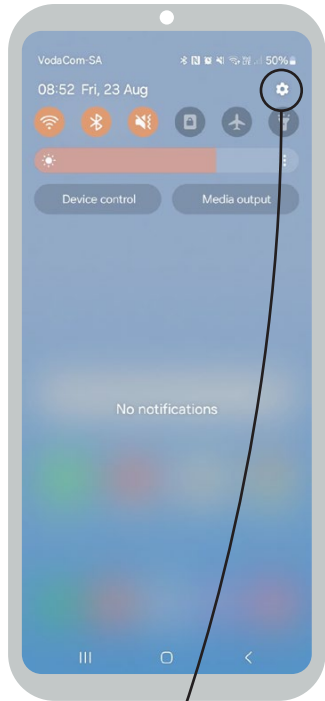 VodaCom-SA 50%
08:52 Fri, 23 Aug
Device control Media output
No notifications